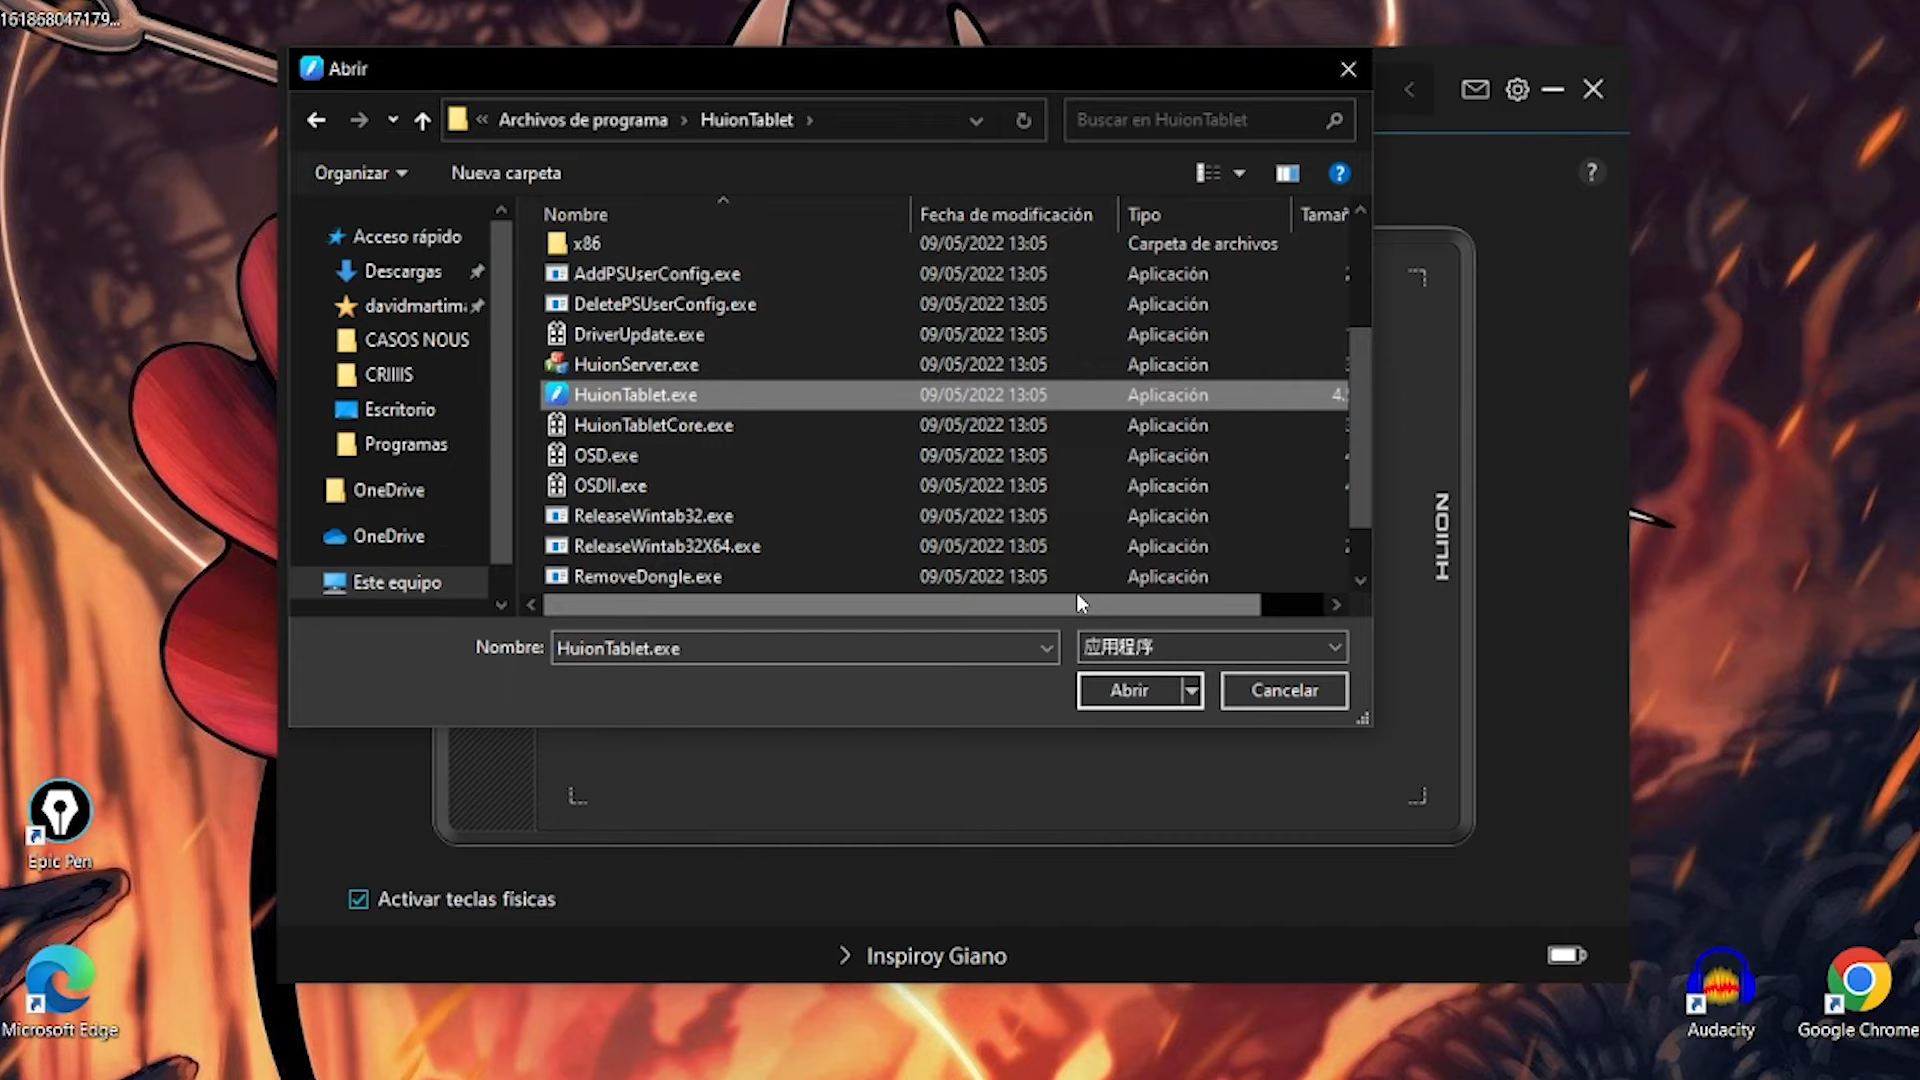 161868047179...
Abrir
« Archivos de programa > HuionTablet >
Buscar en HuionTablet
Organizar
Nueva carpeta
Nombre Fecha de modificación Tipo Tamañ
Acceso rápido
Descargas
davidmartim
CASOS NOUS
CRIIIIS
Escritorio
Programas
OneDrive
OneDrive
Este equipo
x86 09/05/2022 13:05 Carpeta de archivos
AddPSUserConfig.exe 09/05/2022 13:05 Aplicación
DeletePSUserConfig.exe 09/05/2022 13:05 Aplicación
DriverUpdate.exe 09/05/2022 13:05 Aplicación
HuionServer.exe 09/05/2022 13:05 Aplicación
HuionTablet.exe 09/05/2022 13:05 Aplicación 4.
HuionTabletCore.exe 09/05/2022 13:05 Aplicación
OSD.exe 09/05/2022 13:05 Aplicación
OSDII.exe 09/05/2022 13:05 Aplicación
ReleaseWintab32.exe 09/05/2022 13:05 Aplicación
ReleaseWintab32X64.exe 09/05/2022 13:05 Aplicación
RemoveDongle.exe 09/05/2022 13:05 Aplicación
Nombre: HuionTablet.exe
应用程序
Abrir
Cancelar
?
HUION
Activar teclas físicas
Inspiroy Giano
Epic Pen
Microsoft Edge
Audacity
Google Chrome